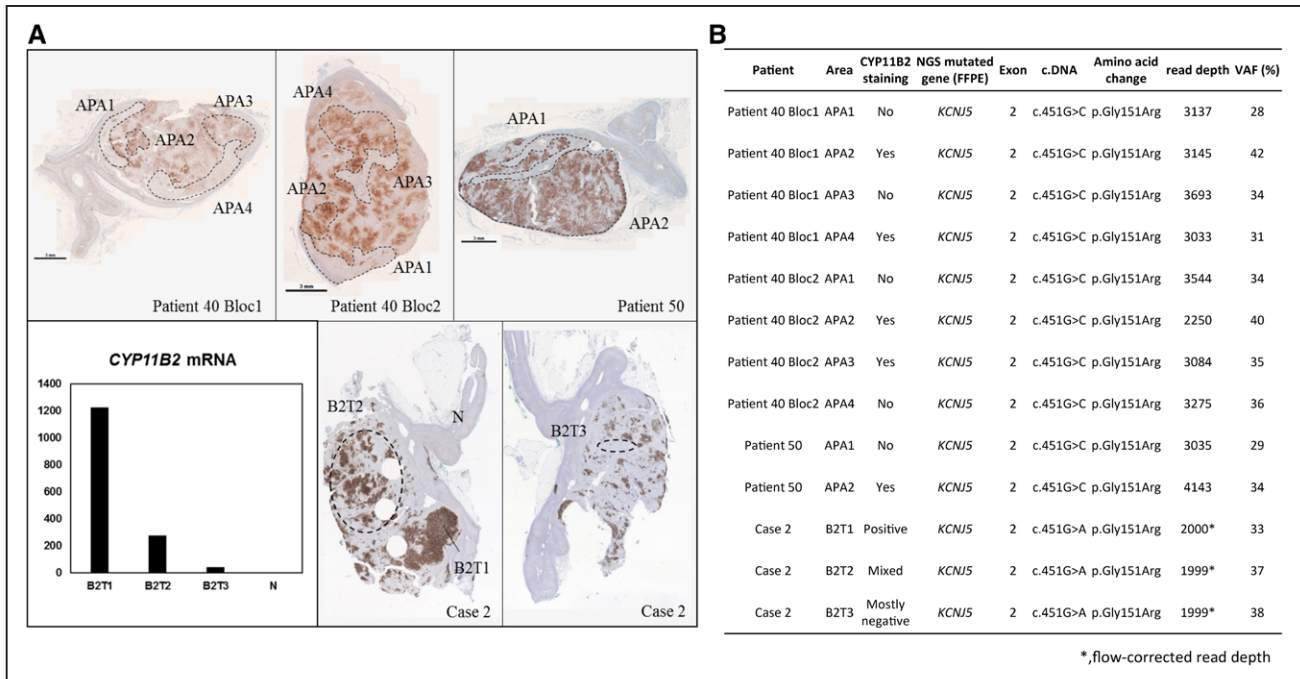 A
APA1
APA2
APA3
APA4
3 mm
Patient 40 Bloc1
APA4
APA2
APA3
APA1
3 mm
Patient 40 Bloc2
APA1
APA2
3 mm
Patient 50
CYP11B2 mRNA
1400
1200
1000
800
600
400
200
0
B2T1 B2T2 B2T3 N
B2T2
N
B2T1
Case 2
B2T3
Case 2
B
Patient Area CYP11B2 staining NGS mutated gene (FFPE) Exon c.DNA Amino acid change read depth VAF (%)
Patient 40 Bloc1 APA1 No KCNJ5 2 c.451G>C p.Gly151Arg 3137 28
Patient 40 Bloc1 APA2 Yes KCNJ5 2 c.451G>C p.Gly151Arg 3145 42
Patient 40 Bloc1 APA3 No KCNJ5 2 c.451G>C p.Gly151Arg 3693 34
Patient 40 Bloc1 APA4 Yes KCNJ5 2 c.451G>C p.Gly151Arg 3033 31
Patient 40 Bloc2 APA1 No KCNJ5 2 c.451G>C p.Gly151Arg 3544 34
Patient 40 Bloc2 APA2 Yes KCNJ5 2 c.451G>C p.Gly151Arg 2250 40
Patient 40 Bloc2 APA3 Yes KCNJ5 2 c.451G>C p.Gly151Arg 3084 35
Patient 40 Bloc2 APA4 No KCNJ5 2 c.451G>C p.Gly151Arg 3275 36
Patient 50 APA1 No KCNJ5 2 c.451G>C p.Gly151Arg 3035 29
Patient 50 APA2 Yes KCNJ5 2 c.451G>C p.Gly151Arg 4143 34
Case 2 B2T1 Positive KCNJ5 2 c.451G>A p.Gly151Arg 2000* 33
Case 2 B2T2 Mixed KCNJ5 2 c.451G>A p.Gly151Arg 1999* 37
Case 2 B2T3 Mostly negative KCNJ5 2 c.451G>A p.Gly151Arg 1999* 38
*,flow-corrected read depth